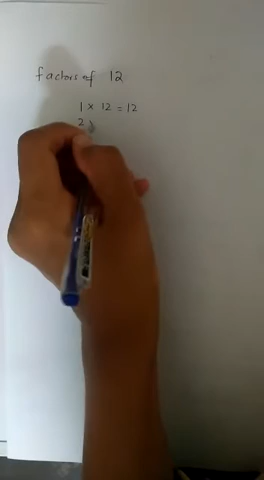 factors of 12
1 × 12 = 12
2